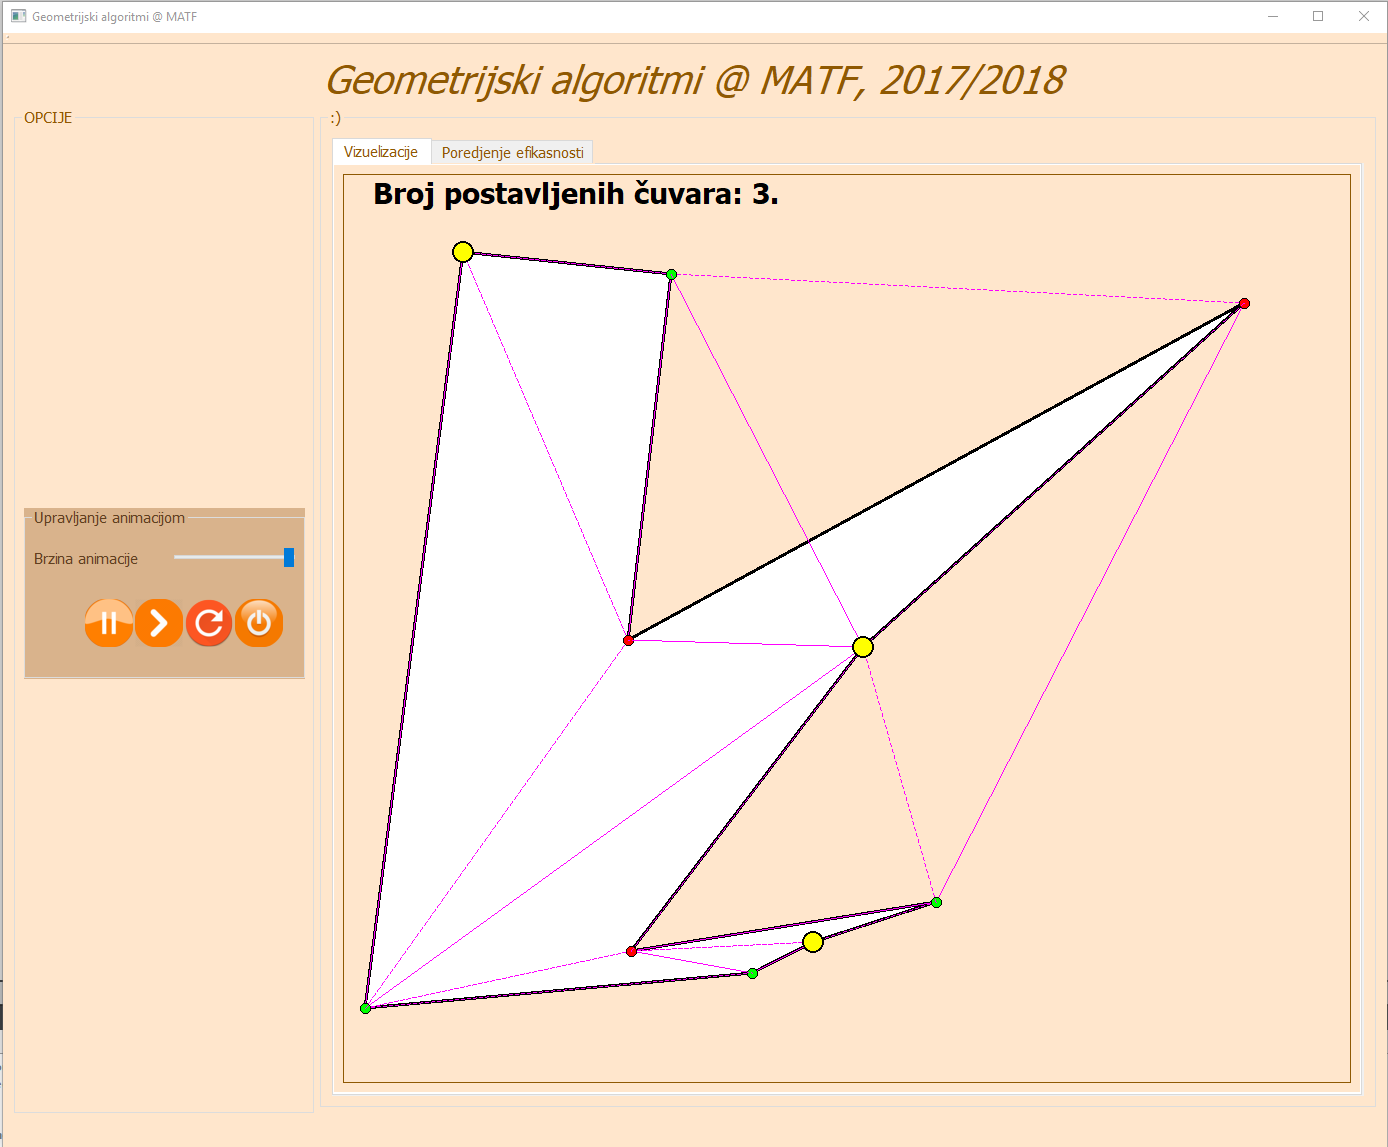 Geometrijski algoritmi @ MATF
Geometrijski algoritmi @ MATF, 2017/2018
OPCIJE
:)
Vizuelizacije
Poredjenje efikasnosti
Broj postavljenih čuvara: 3.
Upravljanje animacijom
Brzina animacije